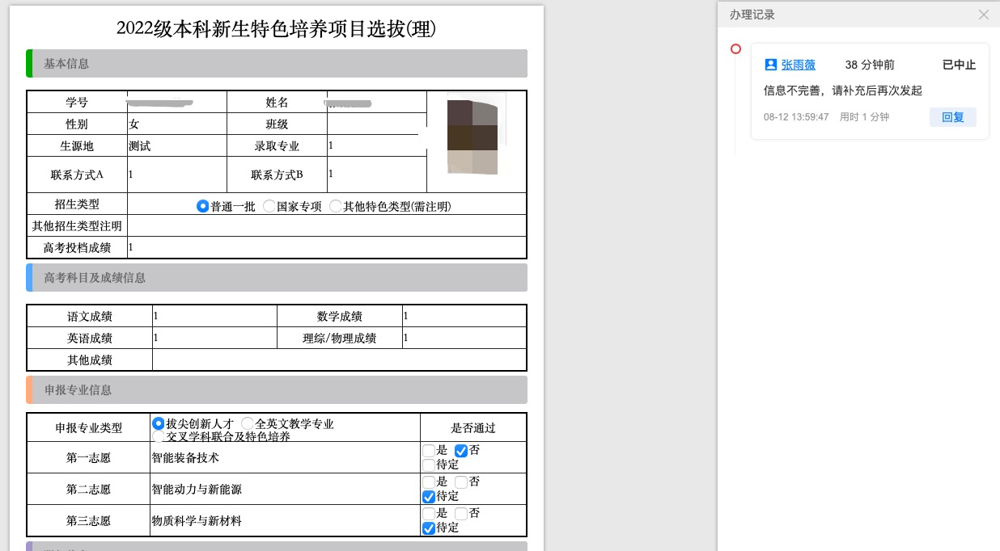 2022级本科新生特色培养项目选拔(理)
基本信息
学号 姓名
性别 女 班级
生源地 测试 录取专业 1
联系方式A 1 联系方式B 1
招生类型 普通一批 国家专项 其他特色类型(需注明)
其他招生类型注明
高考投档成绩 1
高考科目及成绩信息
语文成绩 1 数学成绩 1
英语成绩 1 理综/物理成绩 1
其他成绩
申报专业信息
申报专业类型 拔尖创新人才 全英文教学专业 是否通过
交叉学科联合及特色培养
第一志愿 智能装备技术 是 否
待定
第二志愿 智能动力与新能源 是 否
待定
第三志愿 物质科学与新材料 是 否
待定
办理记录
张雨薇 38 分钟前 已中止
信息不完善，请补充后再次发起
08-12 13:59:47 用时 1 分钟 回复